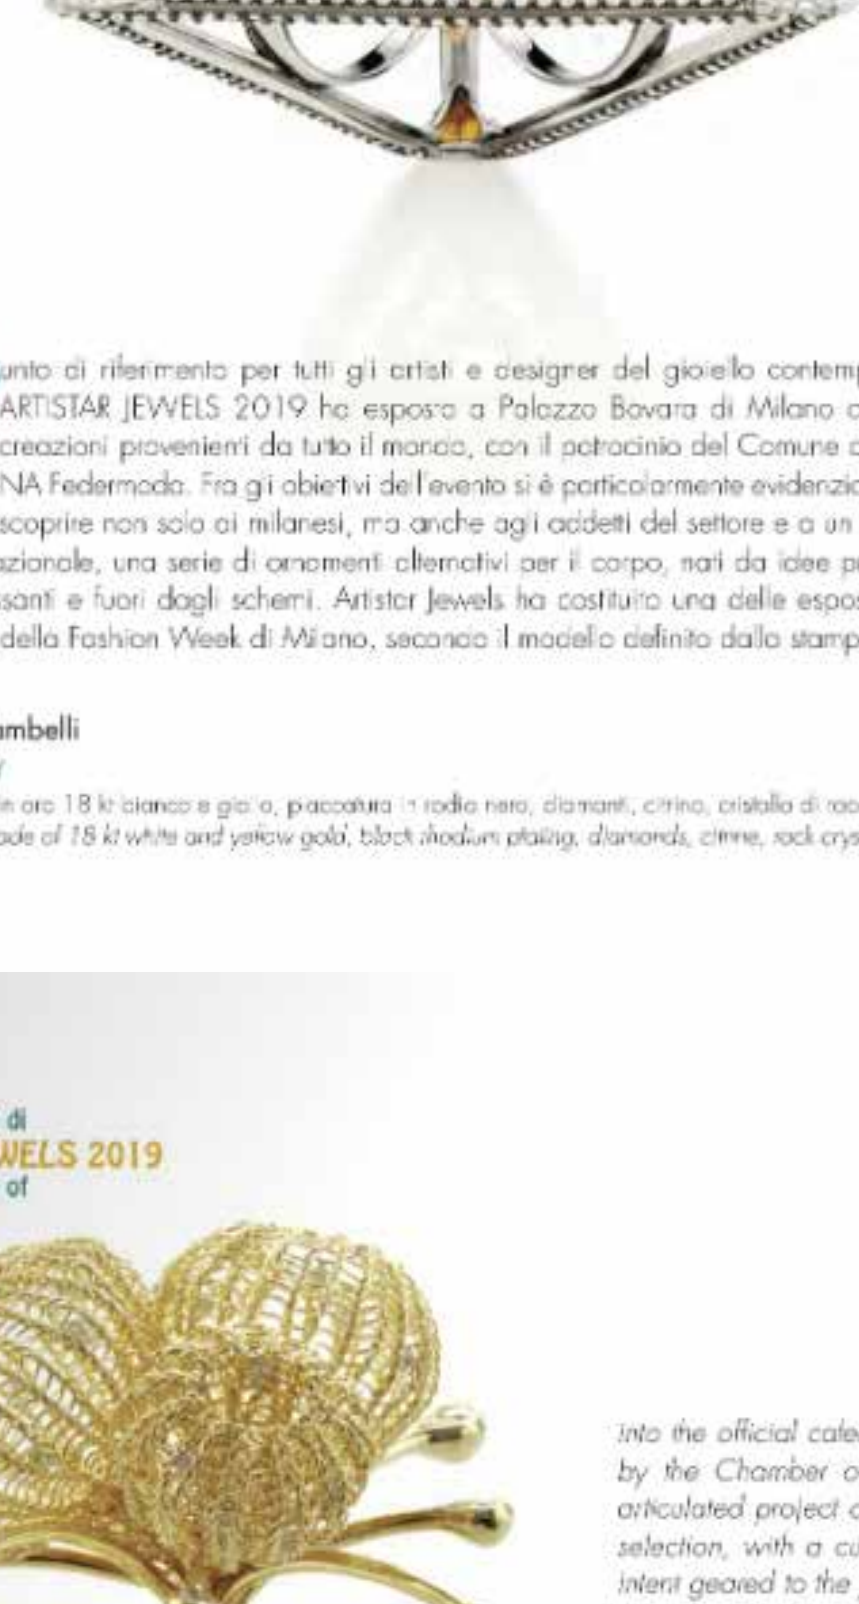 unto di riferimento per tutti gli artisti e designer del gioiello contemp
ARTISTAR JEWELS 2019 ha esposto a Palazzo Bovara di Milano
creazioni provenienti da tutto il mondo, con il patrocinio del Comune
NA Federmoda. Fra gli obiettivi dell'evento si è particolarmente evidenzia
scoprire non solo ai milanesi, ma anche agli addetti del settore e a un
azionale, una serie di ornamenti alternativi per il corpo, nati da idee
ssanti e fuori dagli schemi. Artistar Jewels ha costituito una delle espos
della Fashion Week di Milano, secondo il modello definito dalla stamp
ambelli
in oro 18 kt bianco e giallo, placcatura in rodio nero, diamanti, citrino, cristallo di roc
ade of 18 kt white and yellow gold, black rhodium plating, diamonds, citrine, rock crys
di
WELS 2019
of
into the official cale
by the Chamber o
articulated project
selection, with a cu
intent geared to the